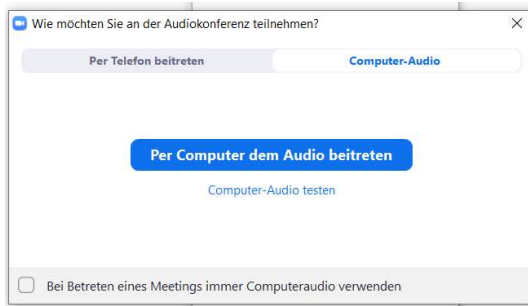 Wie möchten Sie an der Audiokonferenz teilnehmen?
Per Telefon beitreten
Computer-Audio
Per Computer dem Audio beitreten
Computer-Audio testen
Bei Betreten eines Meetings immer Computeraudio verwenden